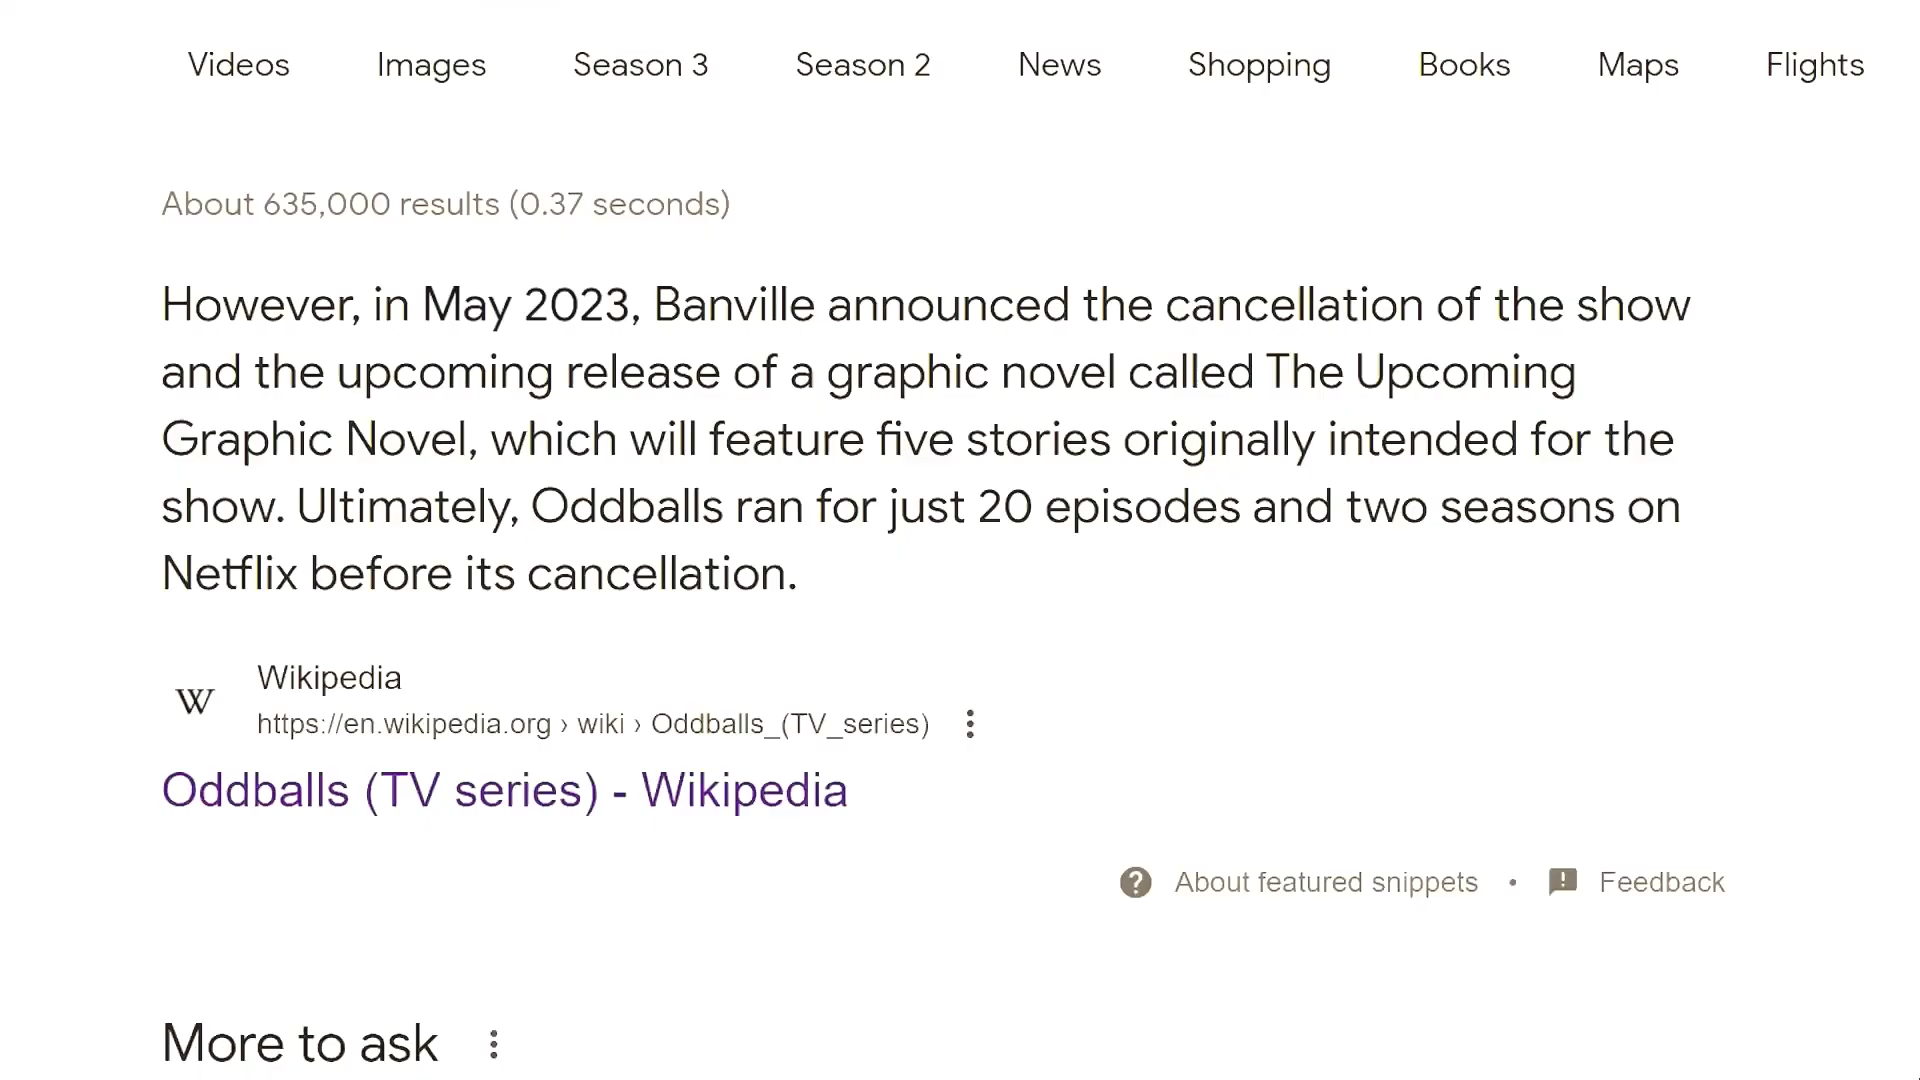 Videos Images Season 3 Season 2 News Shopping Books Maps Flights
About 635,000 results (0.37 seconds)
However, in May 2023, Banville announced the cancellation of the show
and the upcoming release of a graphic novel called The Upcoming
Graphic Novel, which will feature five stories originally intended for the
show. Ultimately, Oddballs ran for just 20 episodes and two seasons on
Netflix before its cancellation.
W
Wikipedia
https://en.wikipedia.org › wiki › Oddballs_(TV_series)
Oddballs (TV series) - Wikipedia
About featured snippets • Feedback
More to ask